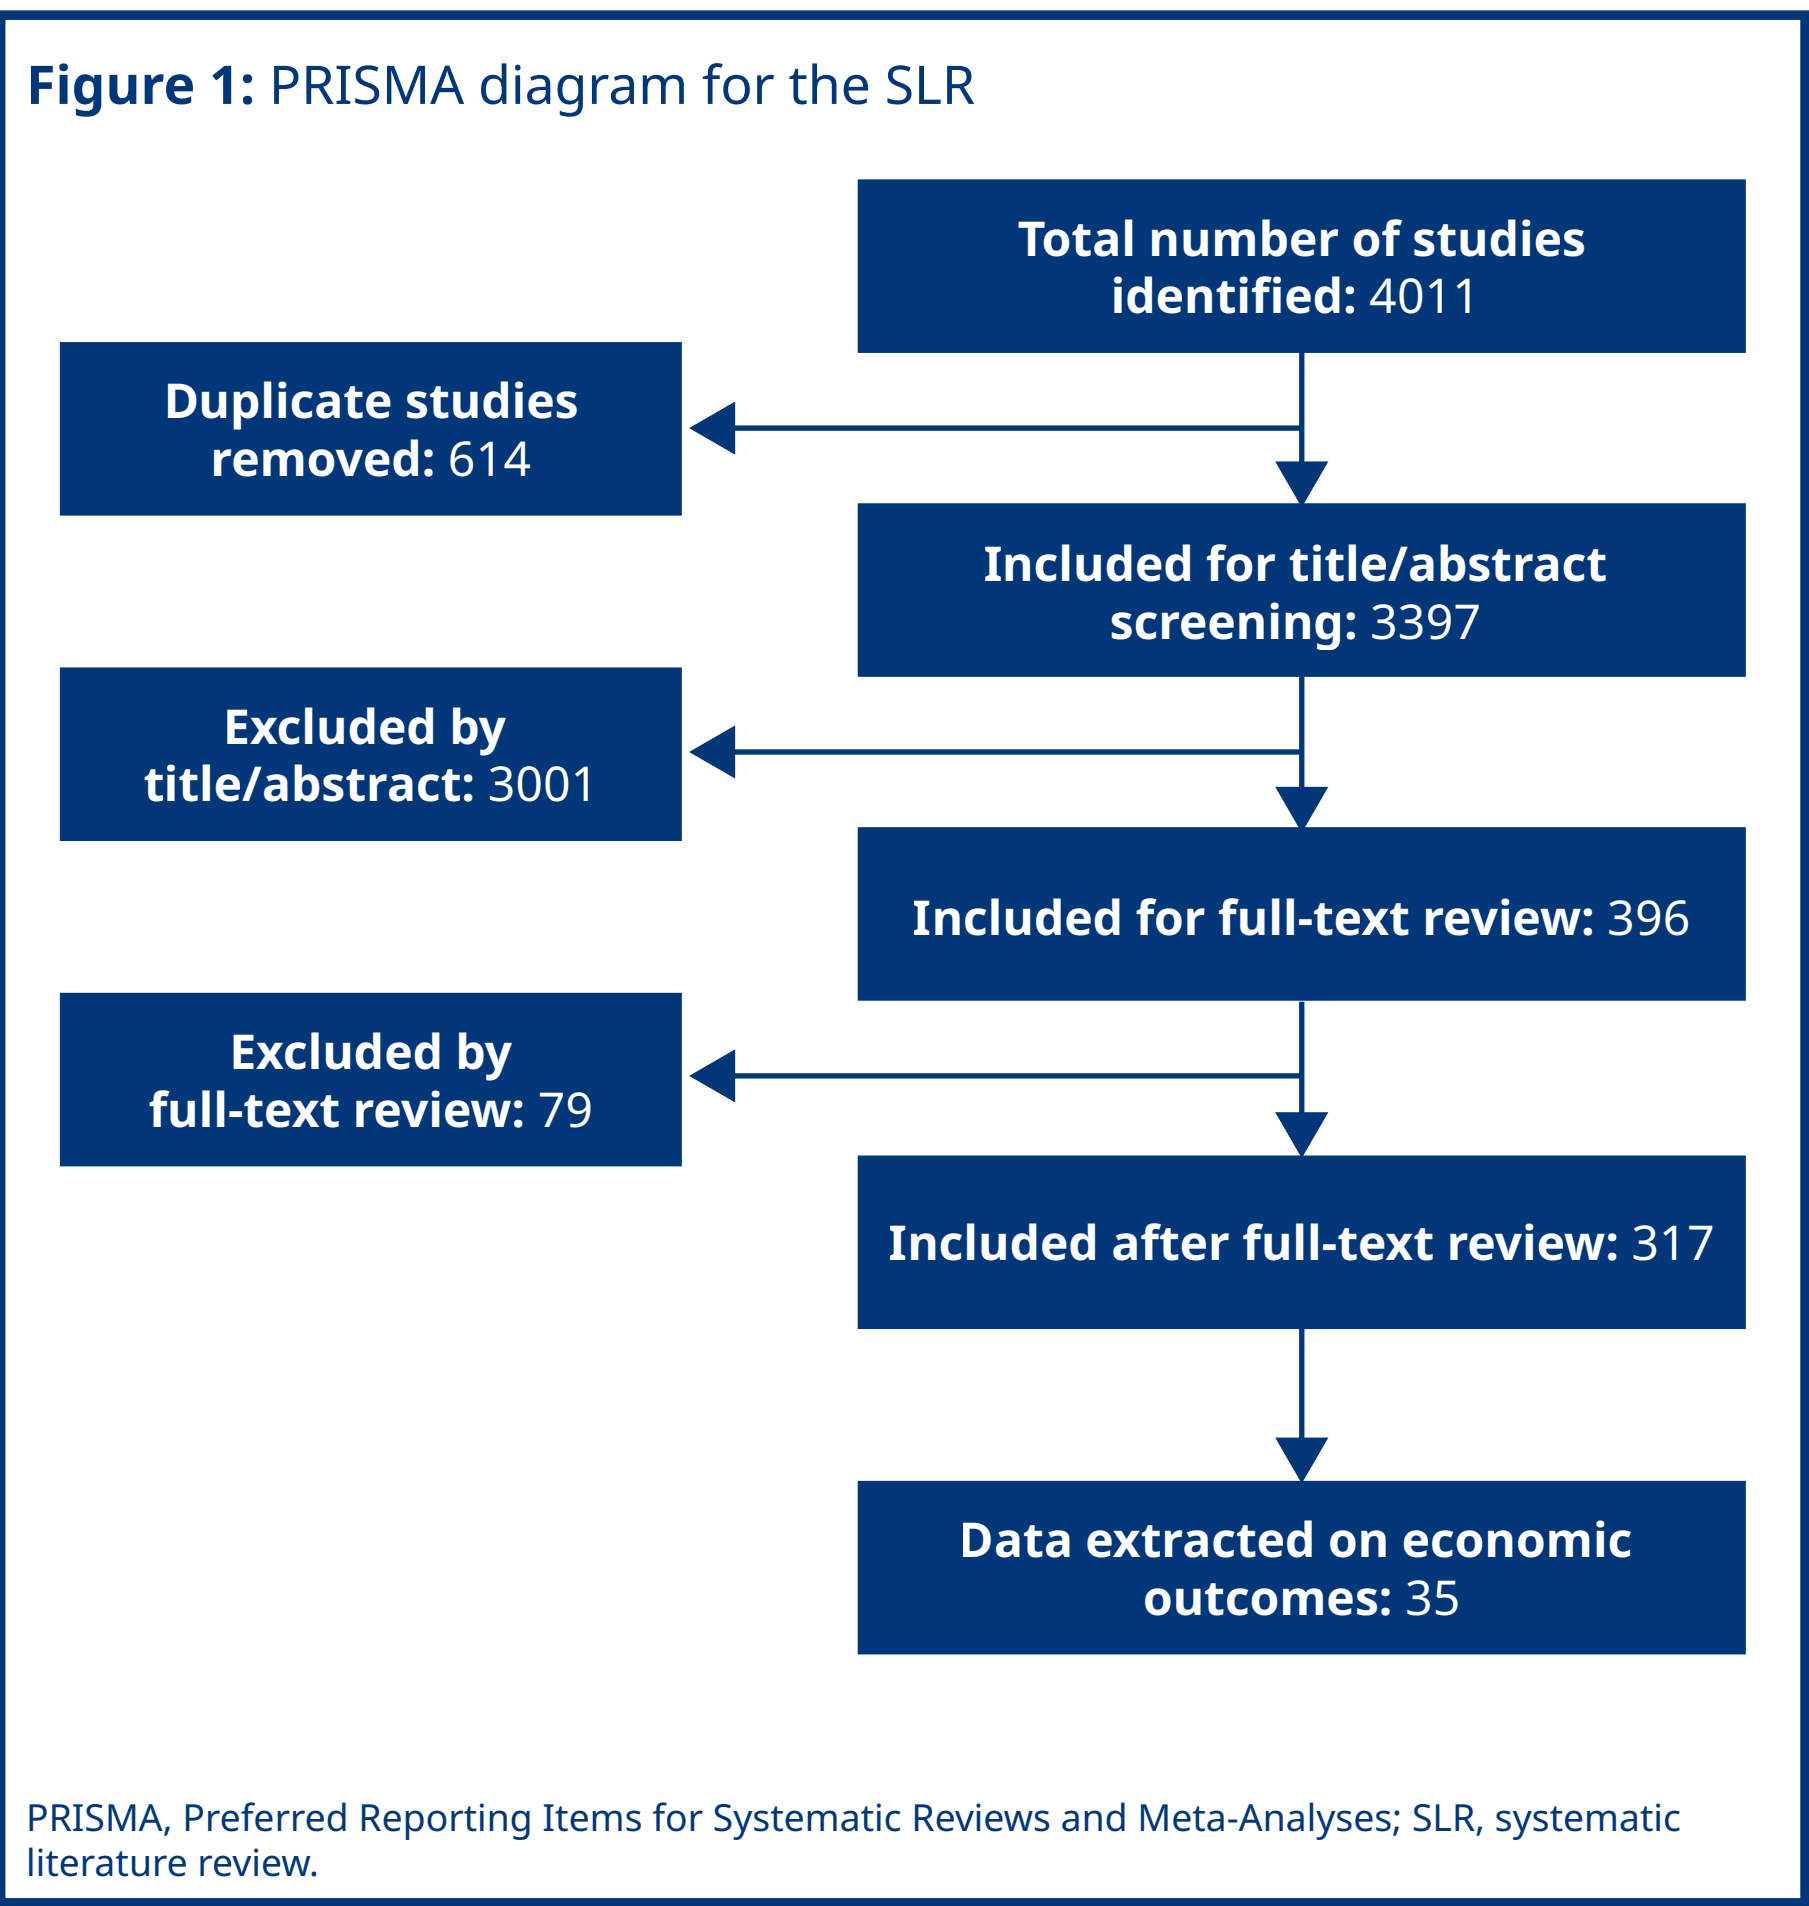 Figure 1: PRISMA diagram for the SLR
Total number of studies
identified: 4011
Duplicate studies
removed: 614
Included for title/abstract
screening: 3397
Excluded by
title/abstract: 3001
Included for full-text review: 396
Excluded by
full-text review: 79
Included after full-text review: 317
Data extracted on economic
outcomes: 35
PRISMA, Preferred Reporting Items for Systematic Reviews and Meta-Analyses; SLR, systematic
literature review.